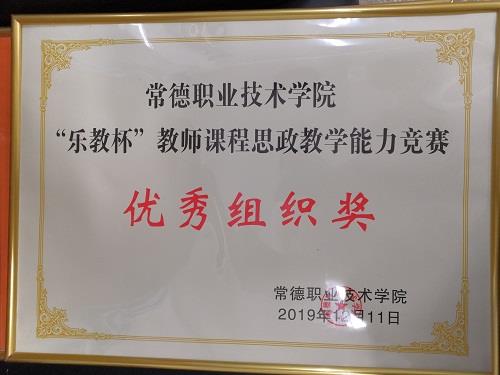 常德职业技术学院
“乐教杯”教师课程思政教学能力竞赛
优秀组织奖
常德职业技术学院
2019年12月11日